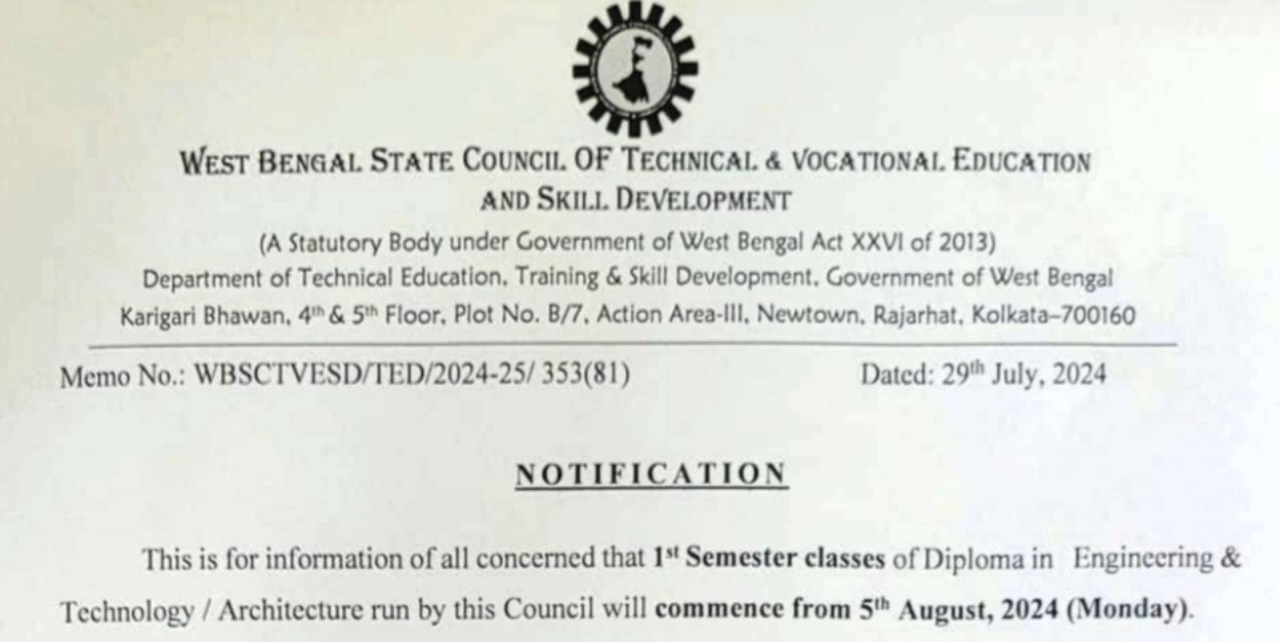 WEST BENGAL STATE COUNCIL OF TECHNICAL & VOCATIONAL EDUCATION
AND SKILL DEVELOPMENT
(A Statutory Body under Government of West Bengal Act XXVI of 2013)
Department of Technical Education, Training & Skill Development, Government of West Bengal
Karigari Bhawan, 4th & 5th Floor, Plot No. B/7, Action Area-III, Newtown, Rajarhat, Kolkata–700160
Memo No.: WBSCTVESD/TED/2024-25/ 353(81) Dated: 29th July, 2024
NOTIFICATION
This is for information of all concerned that 1st Semester classes of Diploma in Engineering &
Technology / Architecture run by this Council will commence from 5th August, 2024 (Monday).